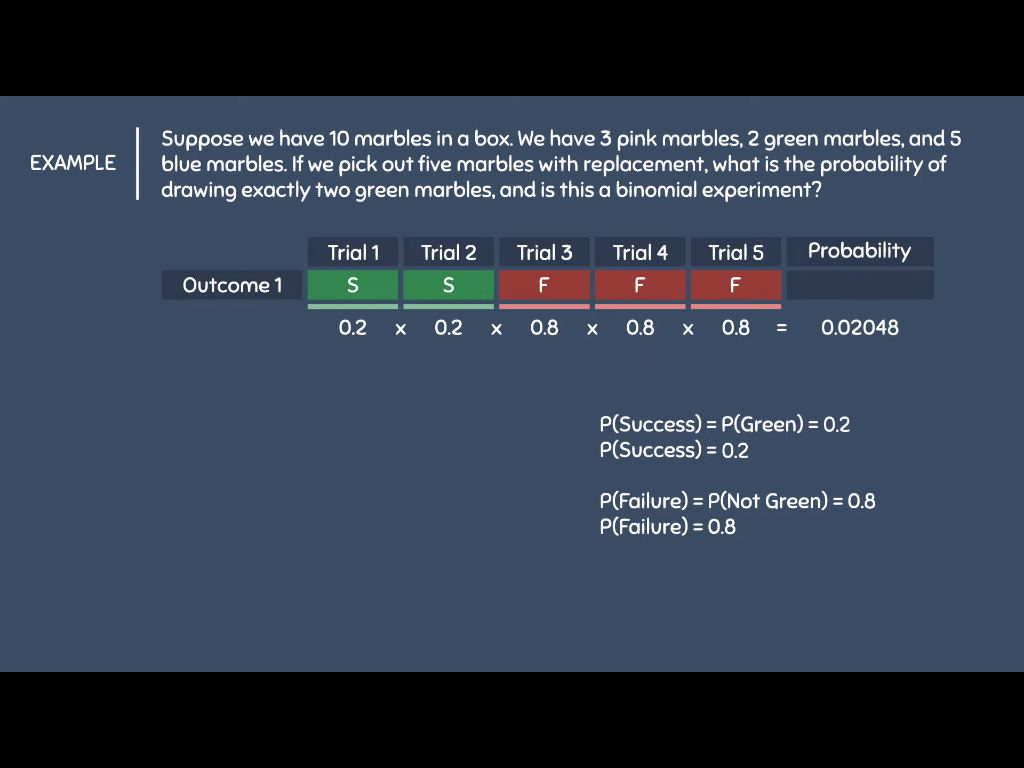 EXAMPLE
Suppose we have 10 marbles in a box. We have 3 pink marbles, 2 green marbles, and 5
blue marbles. If we pick out five marbles with replacement, what is the probability of
drawing exactly two green marbles, and is this a binomial experiment?
Trial 1 Trial 2 Trial 3 Trial 4 Trial 5 Probability
Outcome 1 S S F F F
0.2 x 0.2 x 0.8 x 0.8 x 0.8 = 0.02048
P(Success) = P(Green) = 0.2
P(Success) = 0.2
P(Failure) = P(Not Green) = 0.8
P(Failure) = 0.8